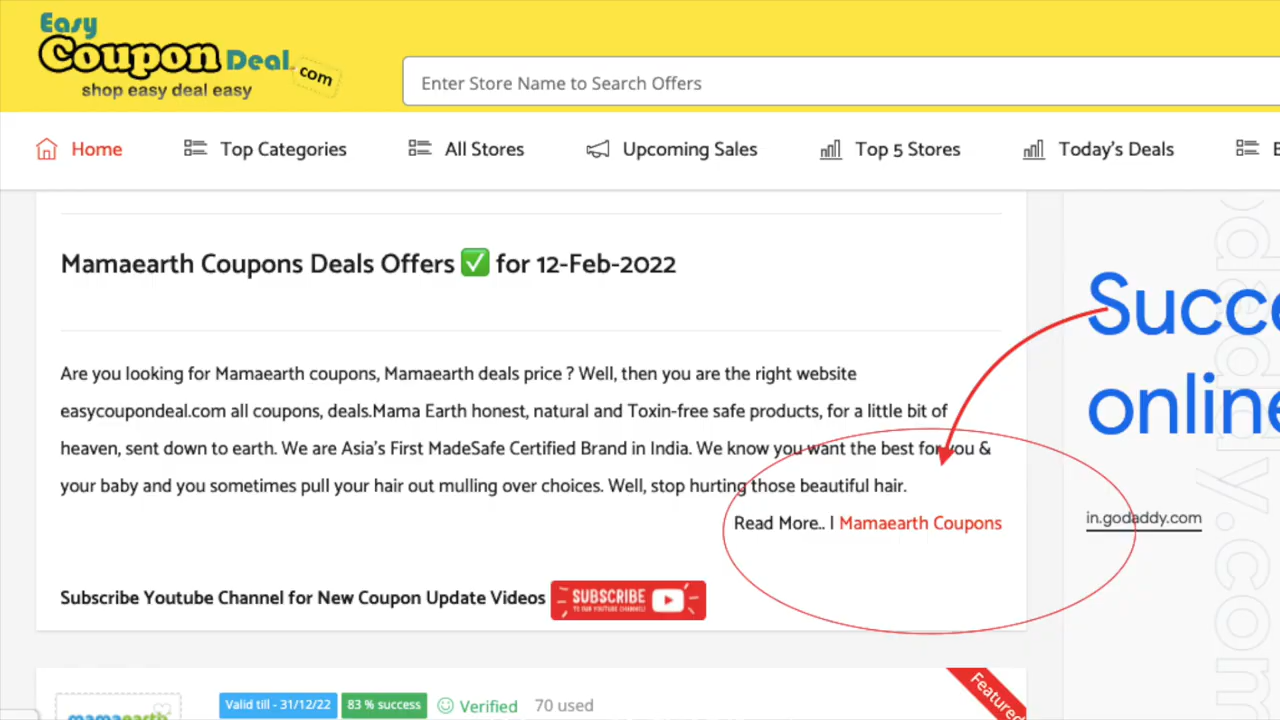 Easy
Coupon Deal.com
shop easy deal easy
Enter Store Name to Search Offers
Home Top Categories All Stores Upcoming Sales Top 5 Stores Today's Deals
Mamaearth Coupons Deals Offers ✅ for 12-Feb-2022
Are you looking for Mamaearth coupons, Mamaearth deals price ? Well, then you are the right website
easycoupondeal.com all coupons, deals.Mama Earth honest, natural and Toxin-free safe products, for a little bit of
heaven, sent down to earth. We are Asia's First MadeSafe Certified Brand in India. We know you want the best for you &
your baby and you sometimes pull your hair out mulling over choices. Well, stop hurting those beautiful hair.
Read More.. | Mamaearth Coupons
Subscribe Youtube Channel for New Coupon Update Videos
SUBSCRIBE
TO OUR YOUTUBE CHANNEL!
Succe
online
in.godaddy.com
Valid till - 31/12/22 83 % success Verified 70 used
Featured
mamaearth